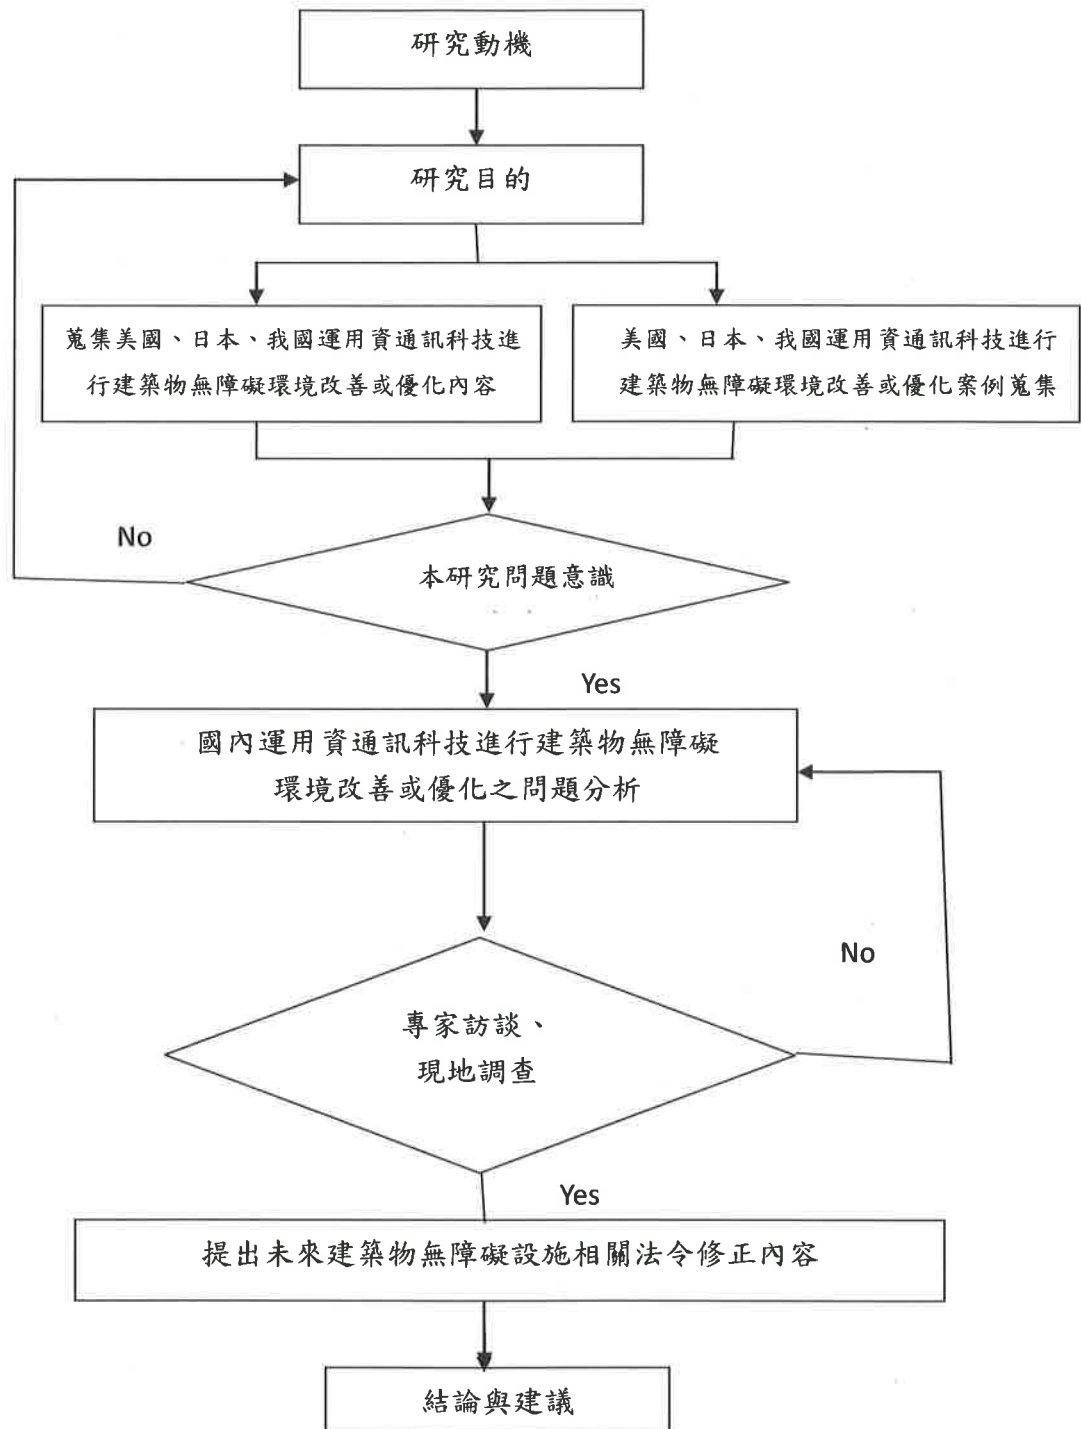 研究動機
研究目的
蒐集美國、日本、我國運用資通訊科技進
行建築物無障礙環境改善或優化內容
美國、日本、我國運用資通訊科技進行
建築物無障礙環境改善或優化案例蒐集
No
本研究問題意識
Yes
國內運用資通訊科技進行建築物無障礙
環境改善或優化之問題分析
No
專家訪談、
現地調查
Yes
提出未來建築物無障礙設施相關法令修正內容
結論與建議